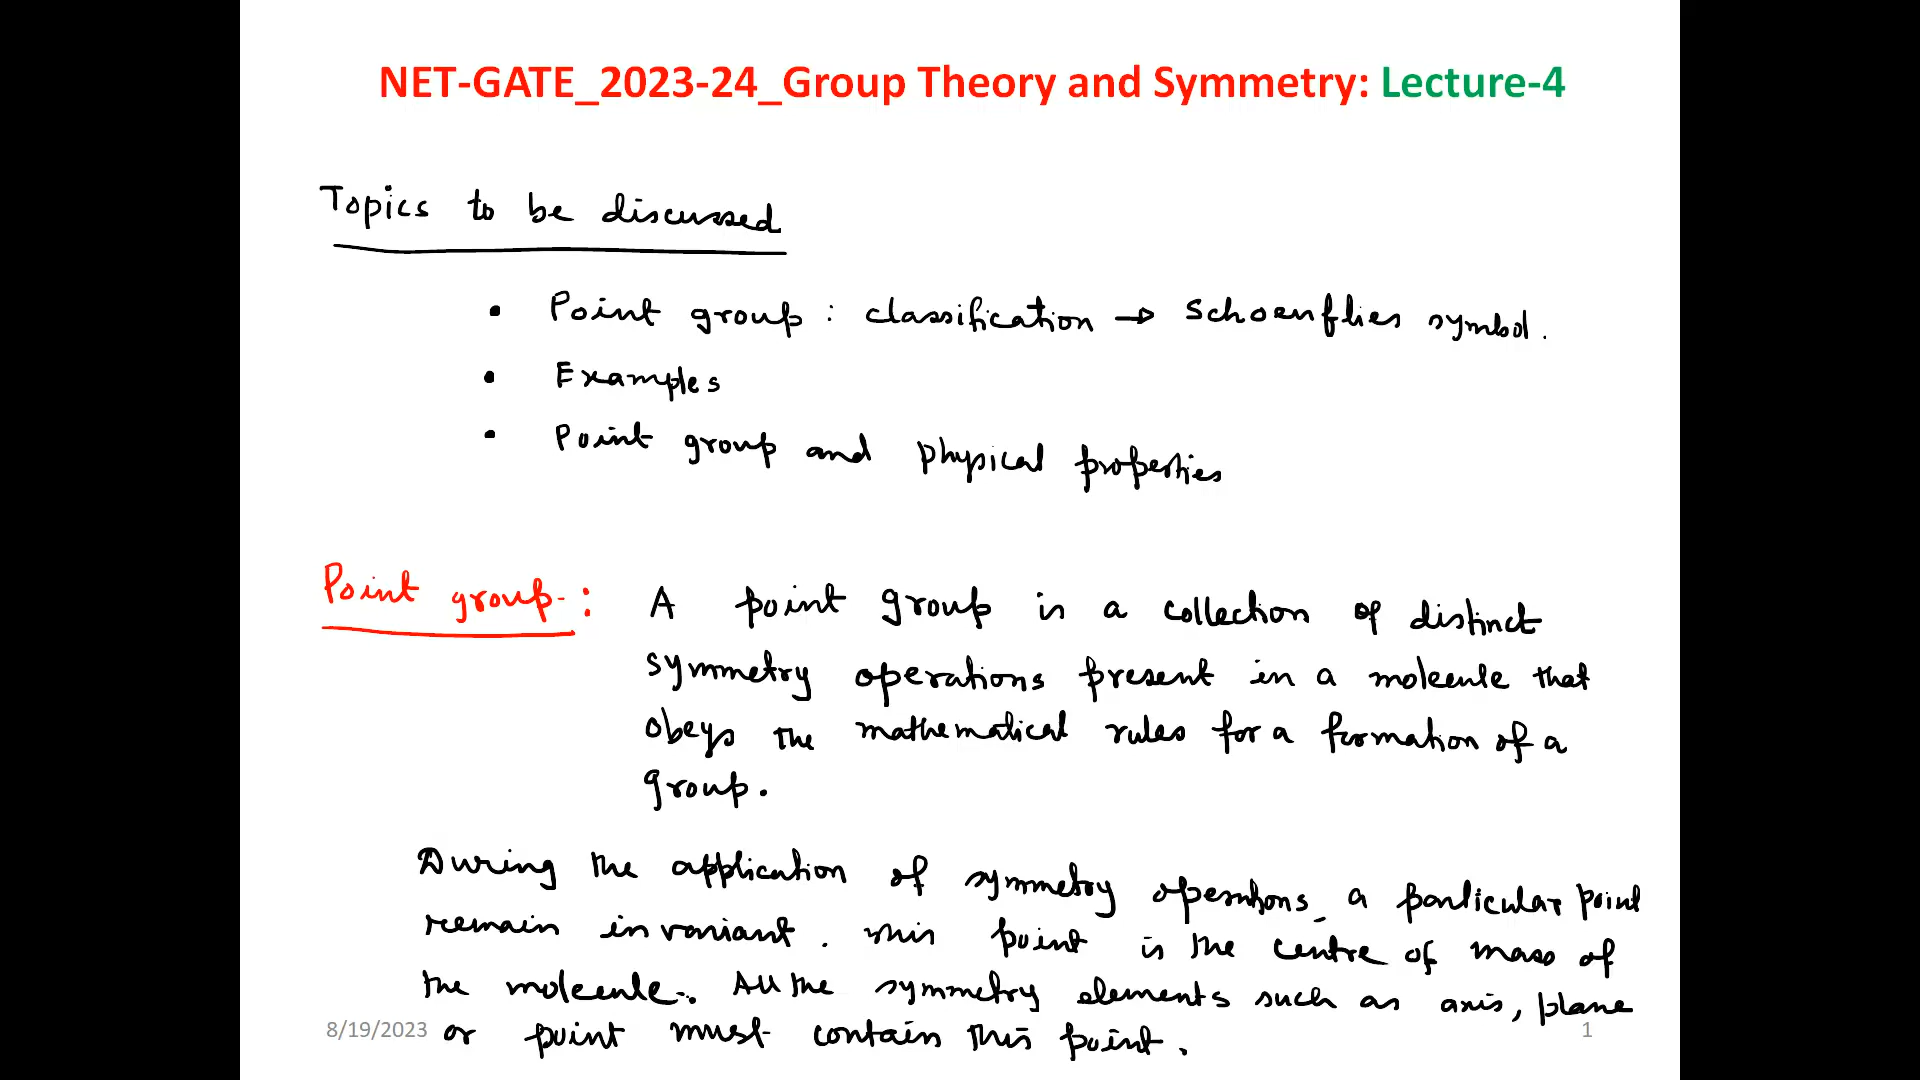 NET-GATE_2023-24_Group Theory and Symmetry: Lecture-4
Topics to be discussed
• Point group : classification → Schoenflies symbol.
• Examples
• Point group and physical properties
Point group :
A point group is a collection of distinct
symmetry operations present in a molecule that
obeys the mathematical rules for a formation of a
group.
During the application of symmetry operations, a particular point
remain invariant. This point is the centre of mass of
the molecule. All the symmetry elements such as axis, plane
or point must contain this point.
8/19/2023
1